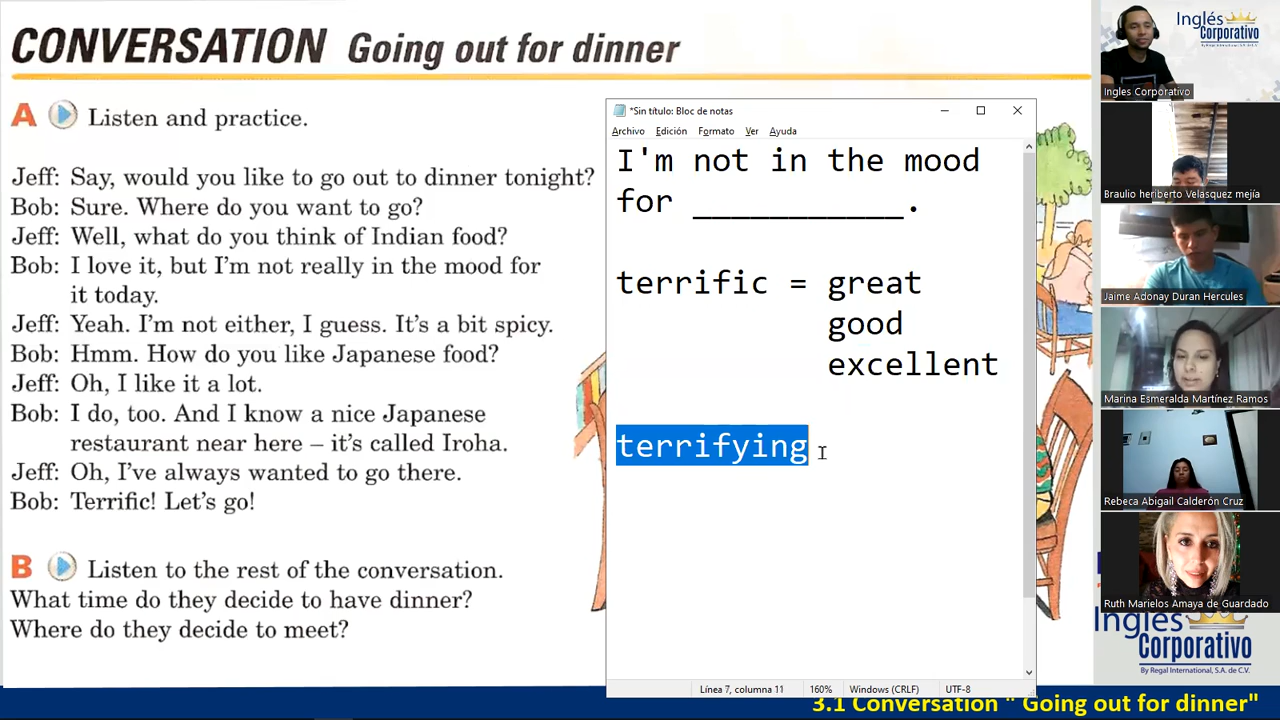 CONVERSATION Going out for dinner
A Listen and practice.
Jeff: Say, would you like to go out to dinner tonight?
Bob: Sure. Where do you want to go?
Jeff: Well, what do you think of Indian food?
Bob: I love it, but I'm not really in the mood for
it today.
Jeff: Yeah. I'm not either, I guess. It's a bit spicy.
Bob: Hmm. How do you like Japanese food?
Jeff: Oh, I like it a lot.
Bob: I do, too. And I know a nice Japanese
restaurant near here – it's called Iroha.
Jeff: Oh, I've always wanted to go there.
Bob: Terrific! Let's go!
B Listen to the rest of the conversation.
What time do they decide to have dinner?
Where do they decide to meet?
*Sin título: Bloc de notas
Archivo Edición Formato Ver Ayuda
I'm not in the mood
for ___________.
terrific = great
good
excellent
terrifying
Línea 7, columna 11 160% Windows (CRLF) UTF-8
Inglés
Corporativo
By Regal International, S.A. de C.V.
Ingles Corporativo
Braulio heriberto Velasquez mejía
Jaime Adonay Duran Hercules
Marina Esmeralda Martínez Ramos
Rebeca Abigail Calderón Cruz
Ruth Marielos Amaya de Guardado
Inglés
Corporativo
By Regal International, S.A. de C.V.
3.1 Conversation " Going out for dinner"